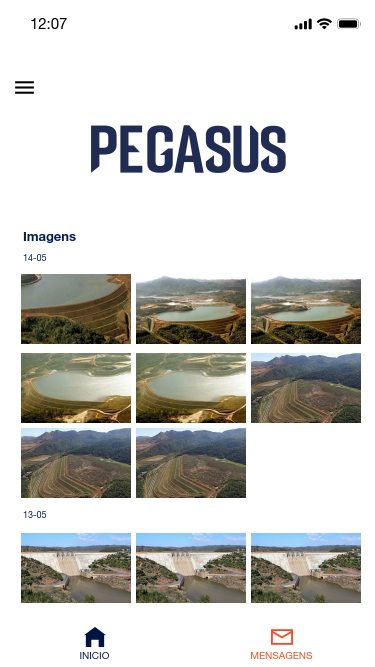 12:07
PEGASUS
Imagens
14-05
13-05
INICIO
MENSAGENS